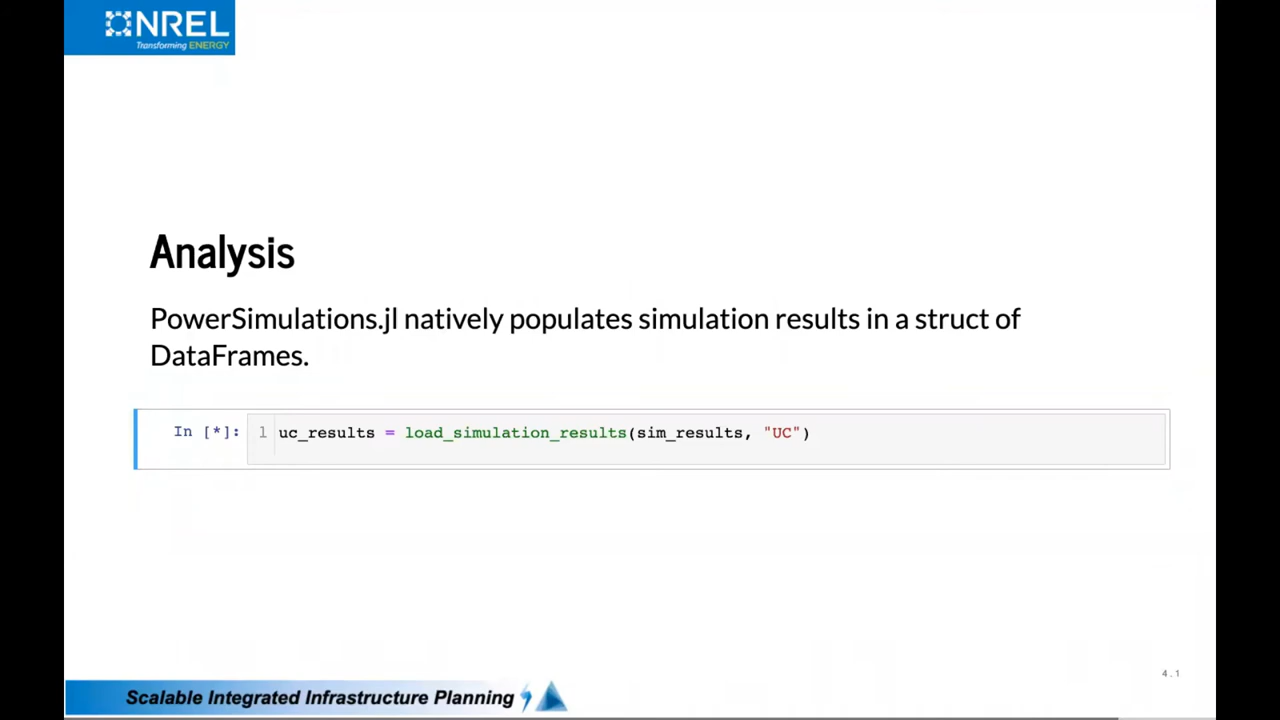 NREL
Transforming ENERGY
Analysis
PowerSimulations.jl natively populates simulation results in a struct of
DataFrames.
In [*]: 1 uc_results = load_simulation_results(sim_results, "UC")
4.1
Scalable Integrated Infrastructure Planning